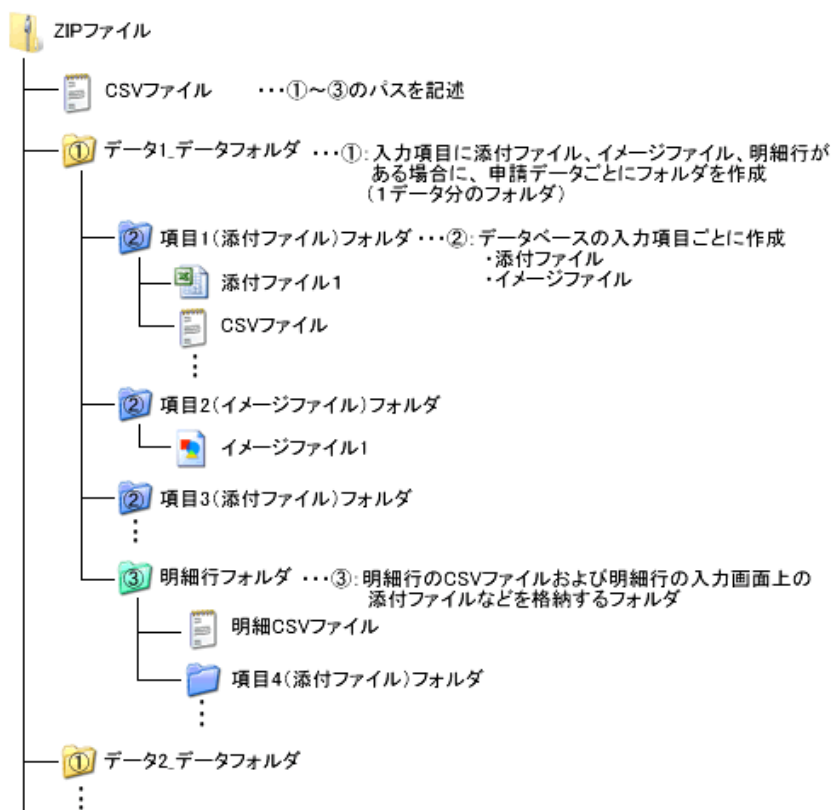 ZIPファイル
CSVファイル ・・・①～③のパスを記述
① データ1_データフォルダ ・・・①：入力項目に添付ファイル、イメージファイル、明細行が
ある場合に、申請データごとにフォルダを作成
(1データ分のフォルダ)
② 項目1(添付ファイル)フォルダ・・・②：データベースの入力項目ごとに作成
・添付ファイル
・イメージファイル
添付ファイル1
CSVファイル
② 項目2(イメージファイル)フォルダ
イメージファイル1
② 項目3(添付ファイル)フォルダ
③ 明細行フォルダ ・・・③：明細行のCSVファイルおよび明細行の入力画面上の
添付ファイルなどを格納するフォルダ
明細CSVファイル
項目4(添付ファイル)フォルダ
① データ2_データフォルダ